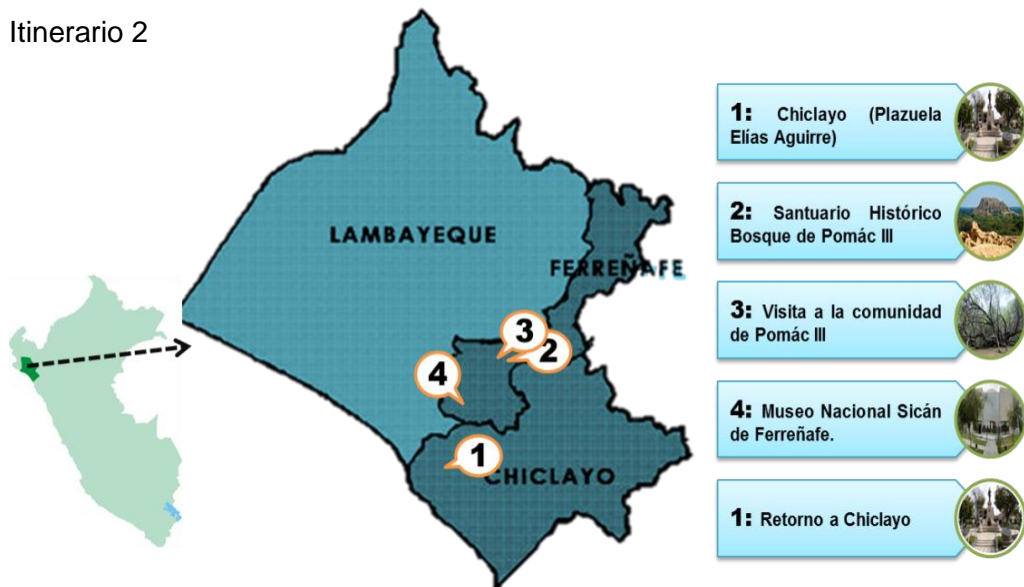 Itinerario 2
LAMBAYEQUE
FERREÑAFE
3
2
4
1
CHICLAYO
1: Chiclayo (Plazuela
Elías Aguirre)
2: Santuario Histórico
Bosque de Pomác III
3: Visita a la comunidad
de Pomác III
4: Museo Nacional Sicán
de Ferreñafe.
1: Retorno a Chiclayo